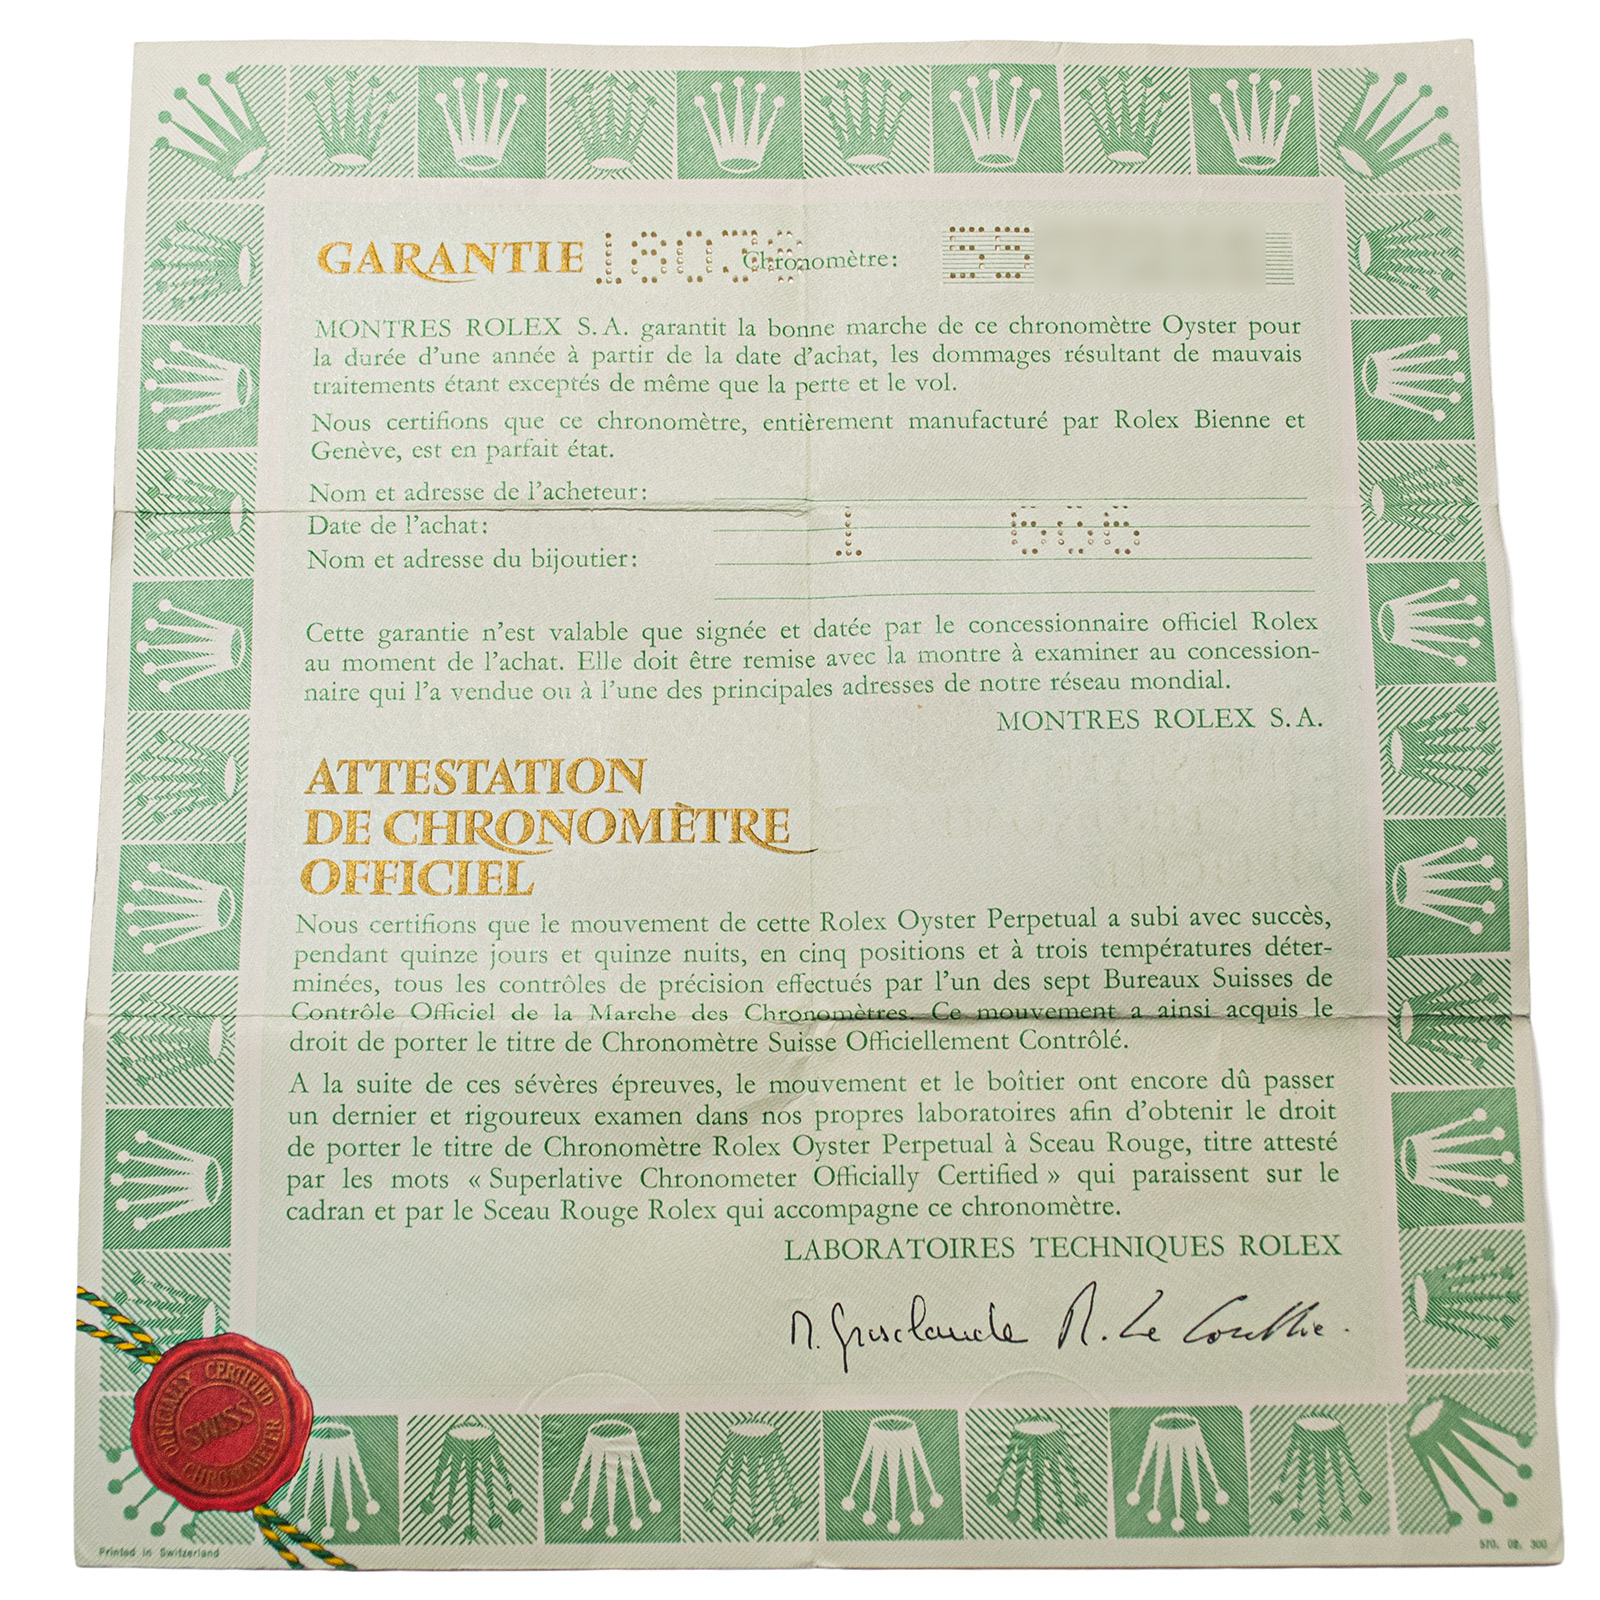 GARANTIE 18038 Chronomètre: 55
MONTRES ROLEX S.A. garantit la bonne marche de ce chronomètre Oyster pour
la durée d'une année à partir de la date d'achat, les dommages résultant de mauvais
traitements étant exceptés de même que la perte et le vol.
Nous certifions que ce chronomètre, entièrement manufacturé par Rolex Bienne et
Genève, est en parfait état.
Nom et adresse de l'acheteur:
Date de l'achat:
Nom et adresse du bijoutier:
Cette garantie n'est valable que signée et datée par le concessionnaire officiel Rolex
au moment de l'achat. Elle doit être remise avec la montre à examiner au concession-
naire qui l'a vendue ou à l'une des principales adresses de notre réseau mondial.
MONTRES ROLEX S.A.
ATTESTATION
DE CHRONOMÈTRE
OFFICIEL
Nous certifions que le mouvement de cette Rolex Oyster Perpetual a subi avec succès,
pendant quinze jours et quinze nuits, en cinq positions et à trois températures déter-
minées, tous les contrôles de précision effectués par l'un des sept Bureaux Suisses de
Contrôle Officiel de la Marche des Chronomètres. Ce mouvement a ainsi acquis le
droit de porter le titre de Chronomètre Suisse Officiellement Contrôlé.
A la suite de ces sévères épreuves, le mouvement et le boîtier ont encore dû passer
un dernier et rigoureux examen dans nos propres laboratoires afin d'obtenir le droit
de porter le titre de Chronomètre Rolex Oyster Perpetual à Sceau Rouge, titre attesté
par les mots « Superlative Chronometer Officially Certified » qui paraissent sur le
cadran et par le Sceau Rouge Rolex qui accompagne ce chronomètre.
LABORATOIRES TECHNIQUES ROLEX
R. Le Coultre.
OFFICIALLY CERTIFIED
SWISS
CHRONOMETER
Printed in Switzerland
570. 02. 300